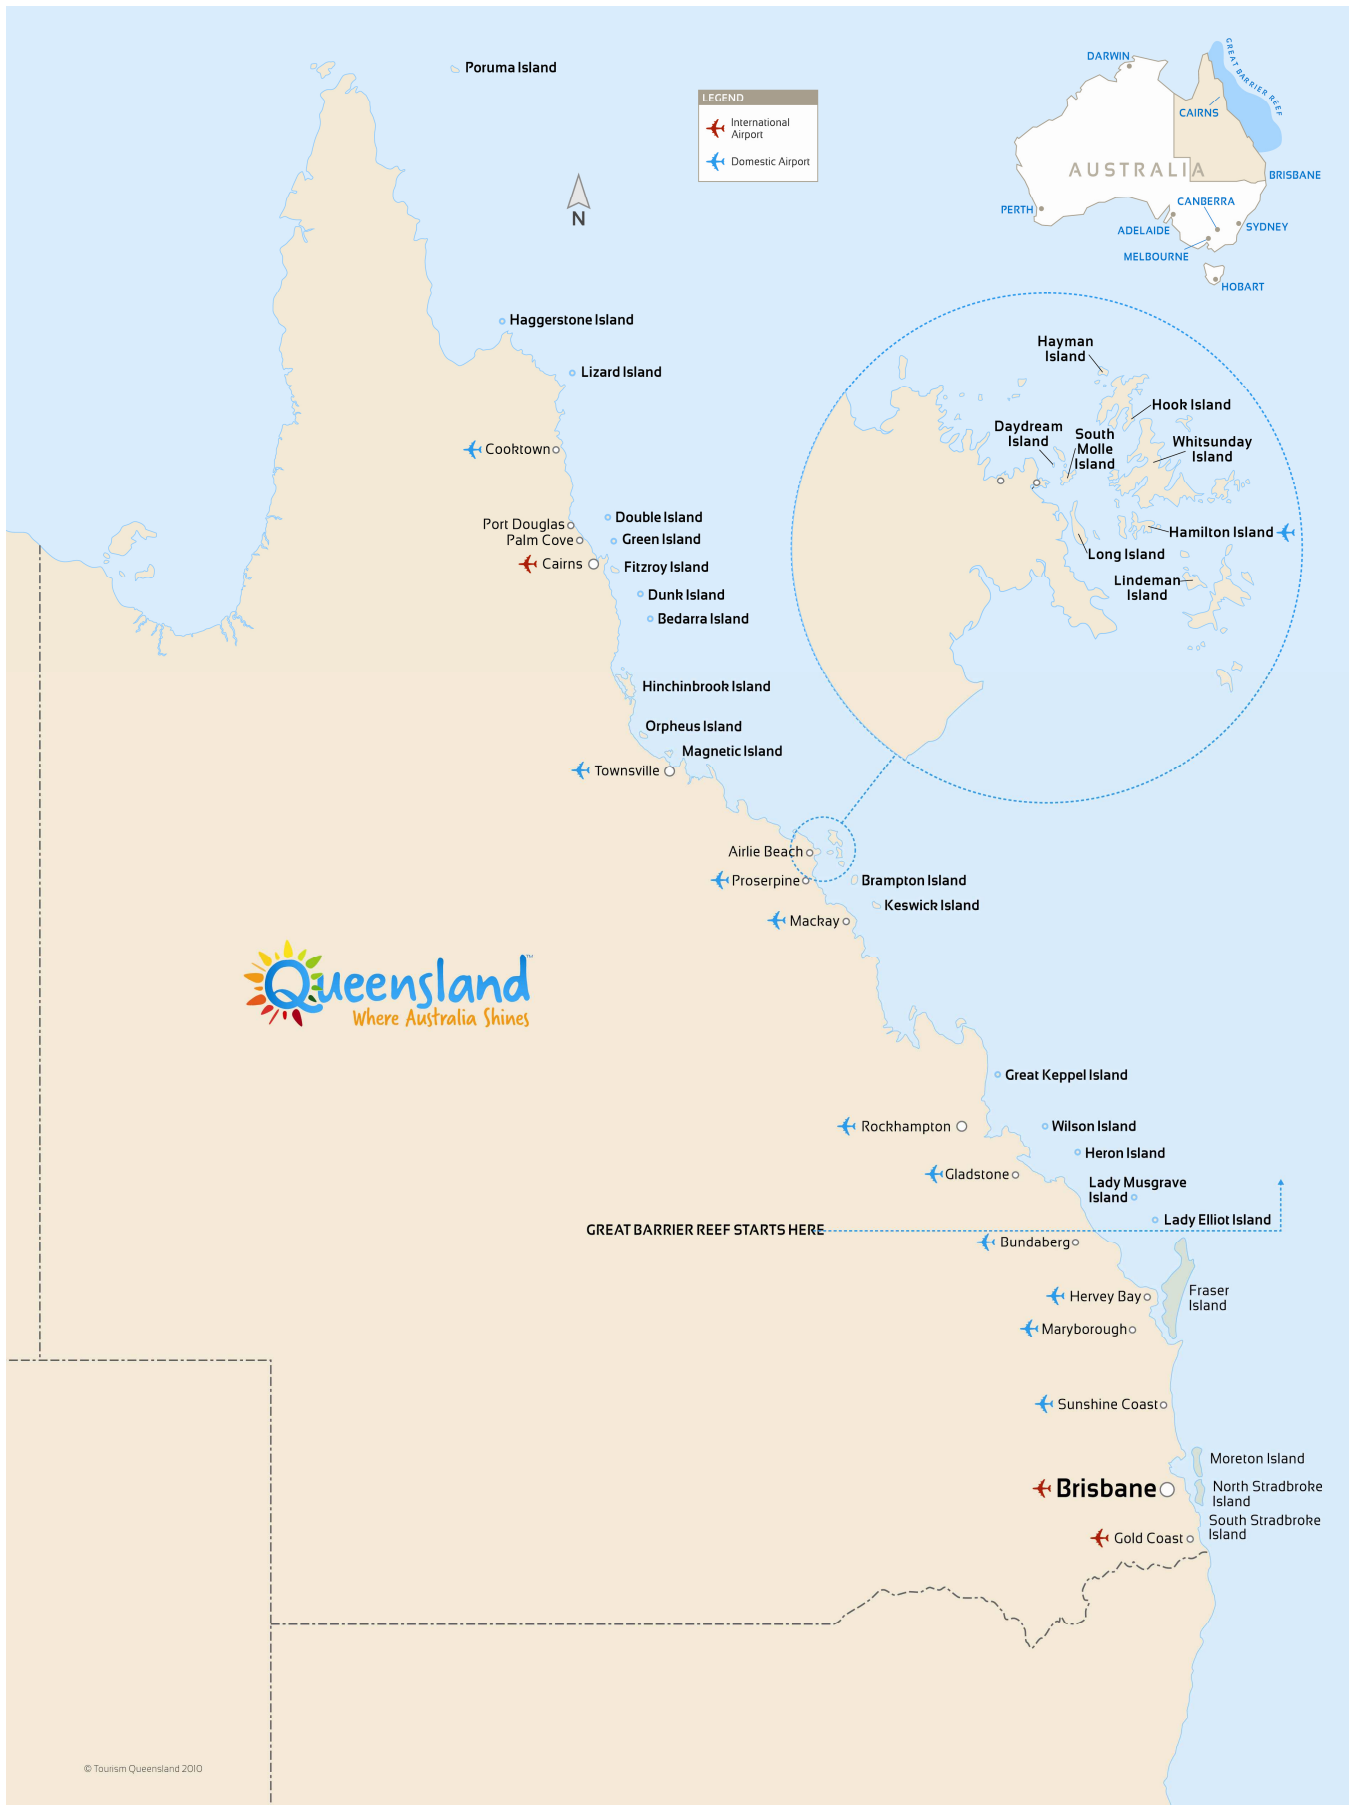 Poruma Island
LEGEND
International
Airport
Domestic Airport
N
DARWIN
GREAT BARRIER REEF
CAIRNS
AUSTRALIA
BRISBANE
PERTH
CANBERRA
ADELAIDE
SYDNEY
MELBOURNE
HOBART
Haggerstone Island
Lizard Island
Cooktown
Port Douglas
Palm Cove
Cairns
Double Island
Green Island
Fitzroy Island
Dunk Island
Bedarra Island
Hinchinbrook Island
Orpheus Island
Magnetic Island
Townsville
Hayman
Island
Hook Island
Daydream
Island
South
Molle
Island
Whitsunday
Island
Hamilton Island
Long Island
Lindeman
Island
Airlie Beach
Proserpine
Brampton Island
Keswick Island
Mackay
Queensland™
Where Australia Shines
Great Keppel Island
Rockhampton
Wilson Island
Heron Island
Gladstone
Lady Musgrave
Island
Lady Elliot Island
GREAT BARRIER REEF STARTS HERE
Bundaberg
Hervey Bay
Fraser
Island
Maryborough
Sunshine Coast
Moreton Island
Brisbane
North Stradbroke
Island
South Stradbroke
Island
Gold Coast
© Tourism Queensland 2010